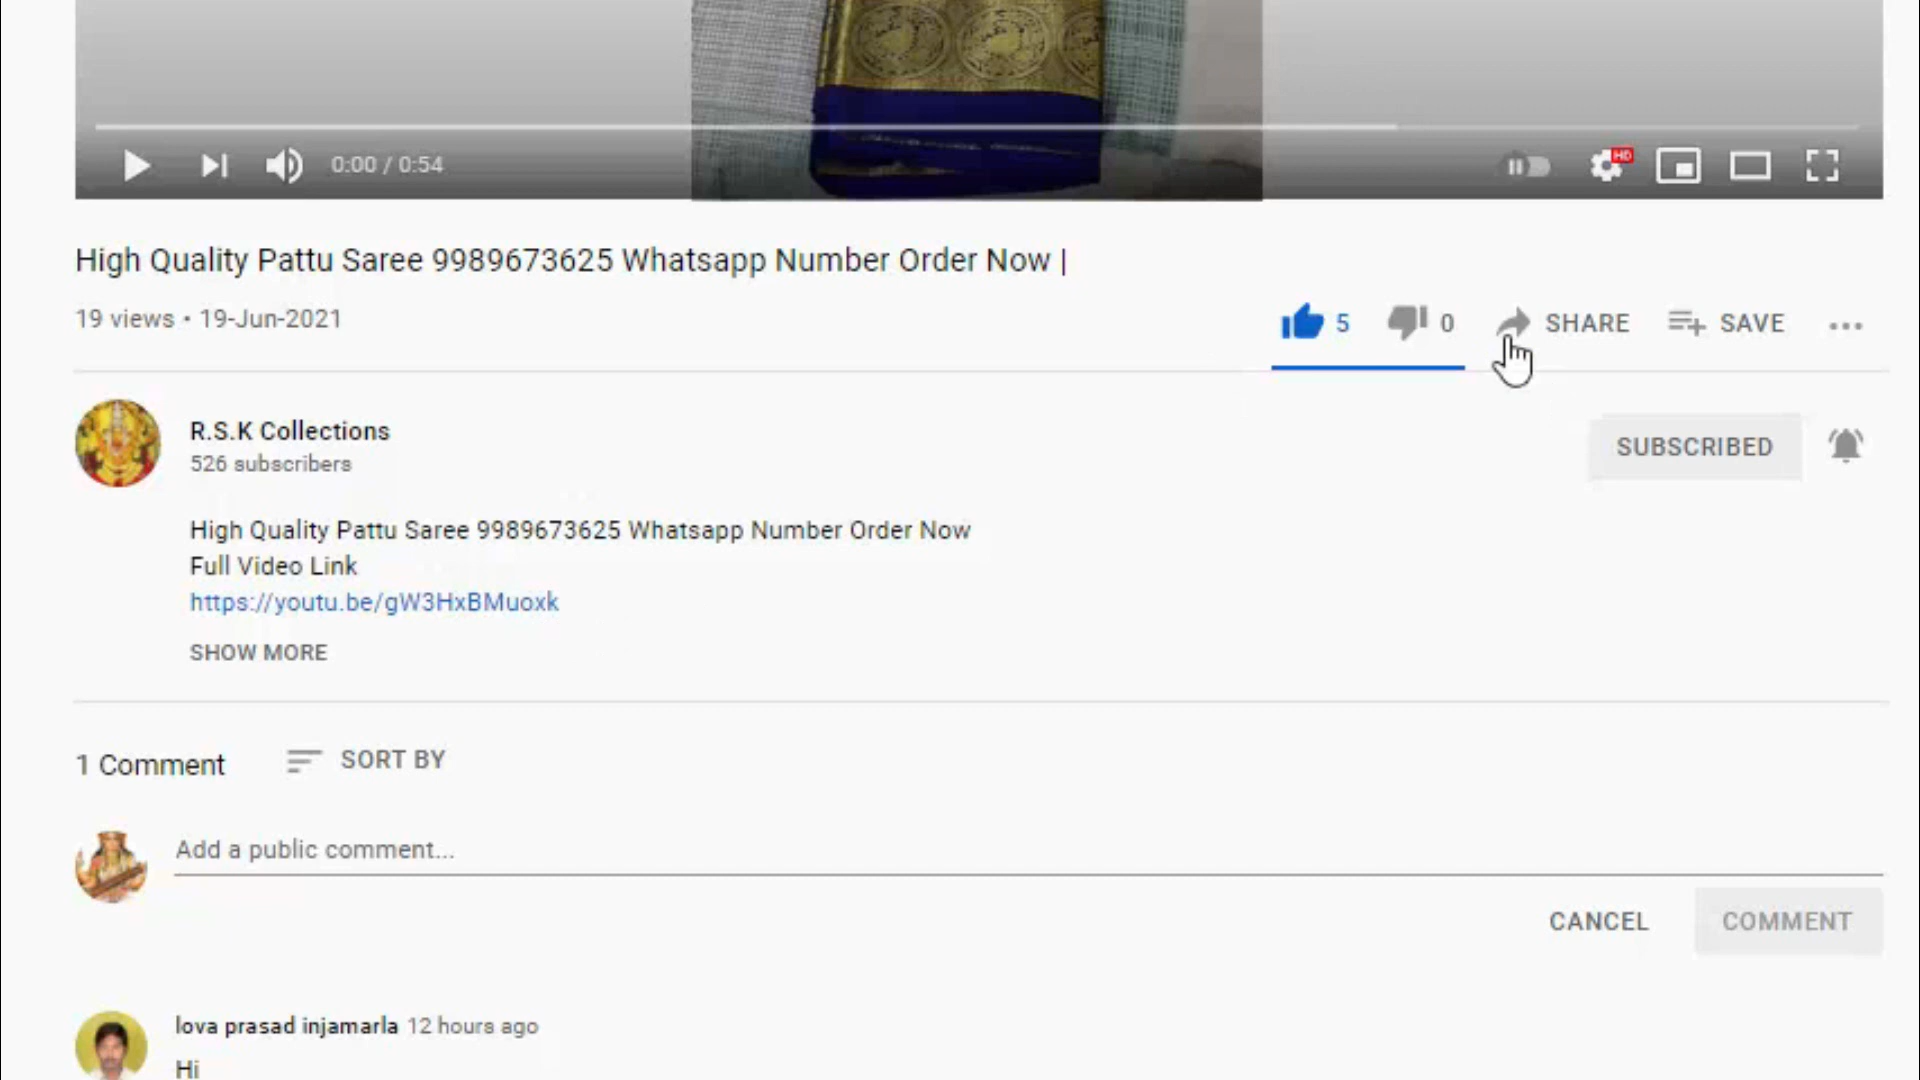 0:00 / 0:54
HD
High Quality Pattu Saree 9989673625 Whatsapp Number Order Now |
19 views • 19-Jun-2021
5 0 SHARE SAVE
R.S.K Collections
526 subscribers
SUBSCRIBED
High Quality Pattu Saree 9989673625 Whatsapp Number Order Now
Full Video Link
https://youtu.be/gW3HxBMuoxk
SHOW MORE
1 Comment SORT BY
Add a public comment...
CANCEL COMMENT
lova prasad injamarla 12 hours ago
Hi